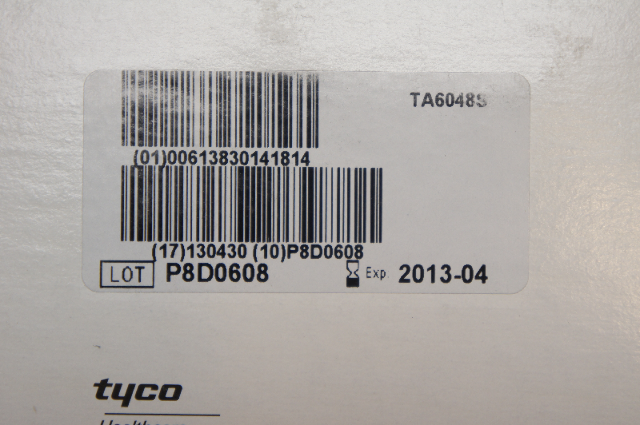 TA6048S
(01)00613830141814
(17)130430 (10)P8D0608
LOT P8D0608 Exp 2013-04
tyco